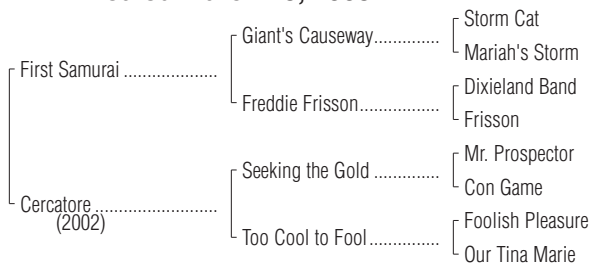 Storm Cat
Giant's Causeway..............
Mariah's Storm
First Samurai ....................
Dixieland Band
Freddie Frisson.................
Frisson
Mr. Prospector
Seeking the Gold ..............
Con Game
Cercatore ..........................
(2002)
Foolish Pleasure
Too Cool to Fool...............
Our Tina Marie